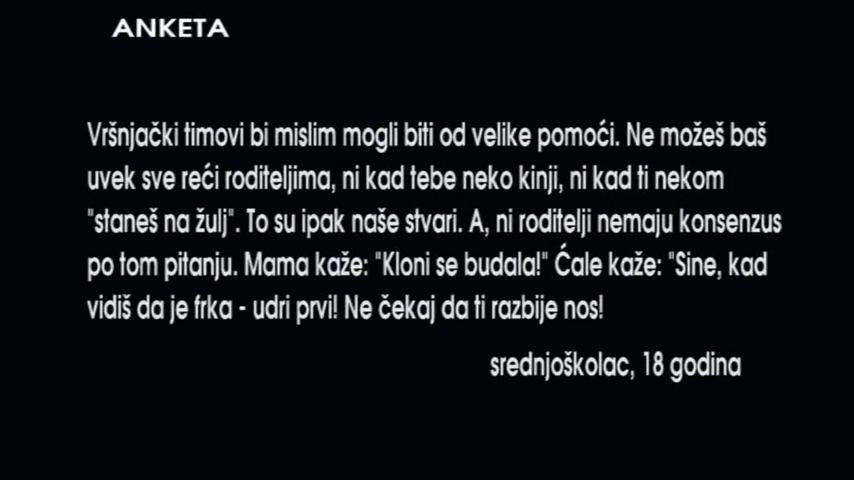 ANKETA
Vršnjački timovi bi mislim mogli biti od velike pomoći. Ne možeš baš
uvek sve reći roditeljima, ni kad tebe neko kinji, ni kad ti nekom
"staneš na žulj". To su ipak naše stvari. A, ni roditelji nemaju konsenzus
po tom pitanju. Mama kaže: "Kloni se budala!" Ćale kaže: "Sine, kad
vidiš da je frka - udri prvi! Ne čekaj da ti razbije nos!
srednjoškolac, 18 godina